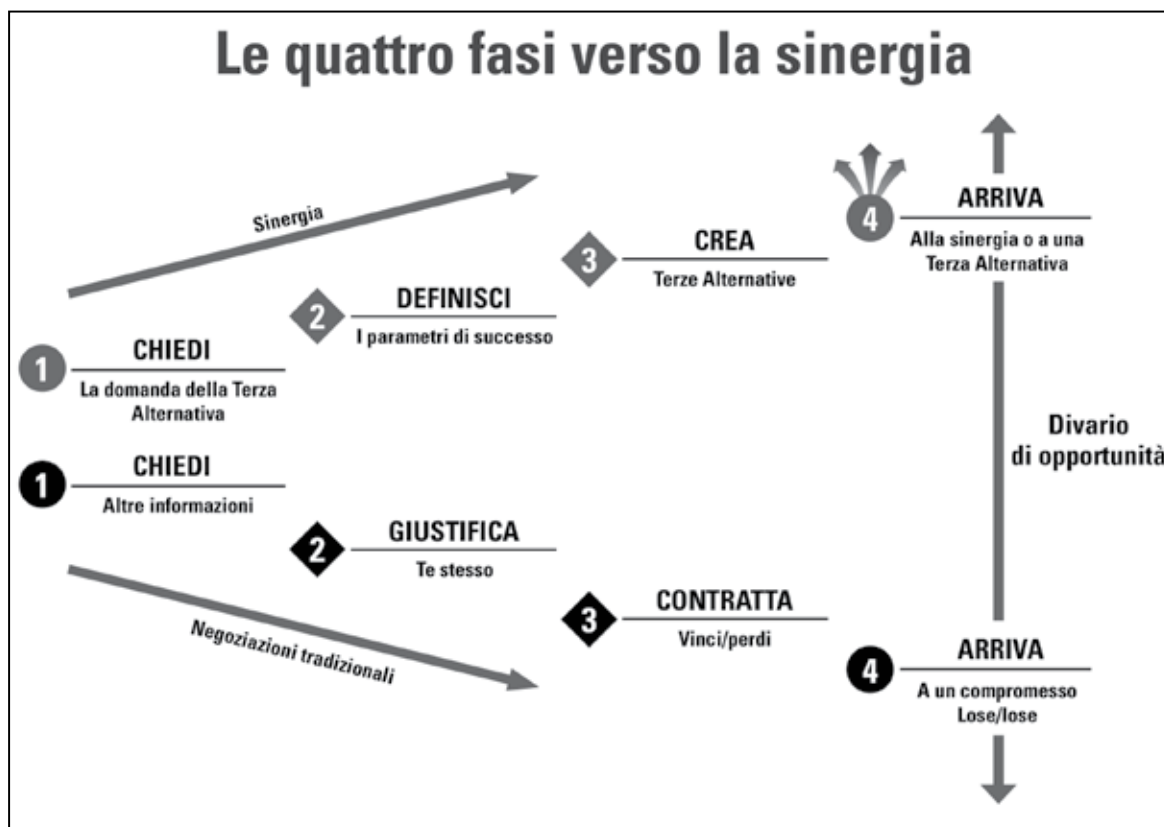 Le quattro fasi verso la sinergia
Sinergia
1
CHIEDI
La domanda della Terza
Alternativa
2
DEFINISCI
I parametri di successo
3
CREA
Terze Alternative
4
ARRIVA
Alla sinergia o a una
Terza Alternativa
Divario
di opportunità
1
CHIEDI
Altre informazioni
2
GIUSTIFICA
Te stesso
3
CONTRATTA
Vinci/perdi
4
ARRIVA
A un compromesso
Lose/lose
Negoziazioni tradizionali